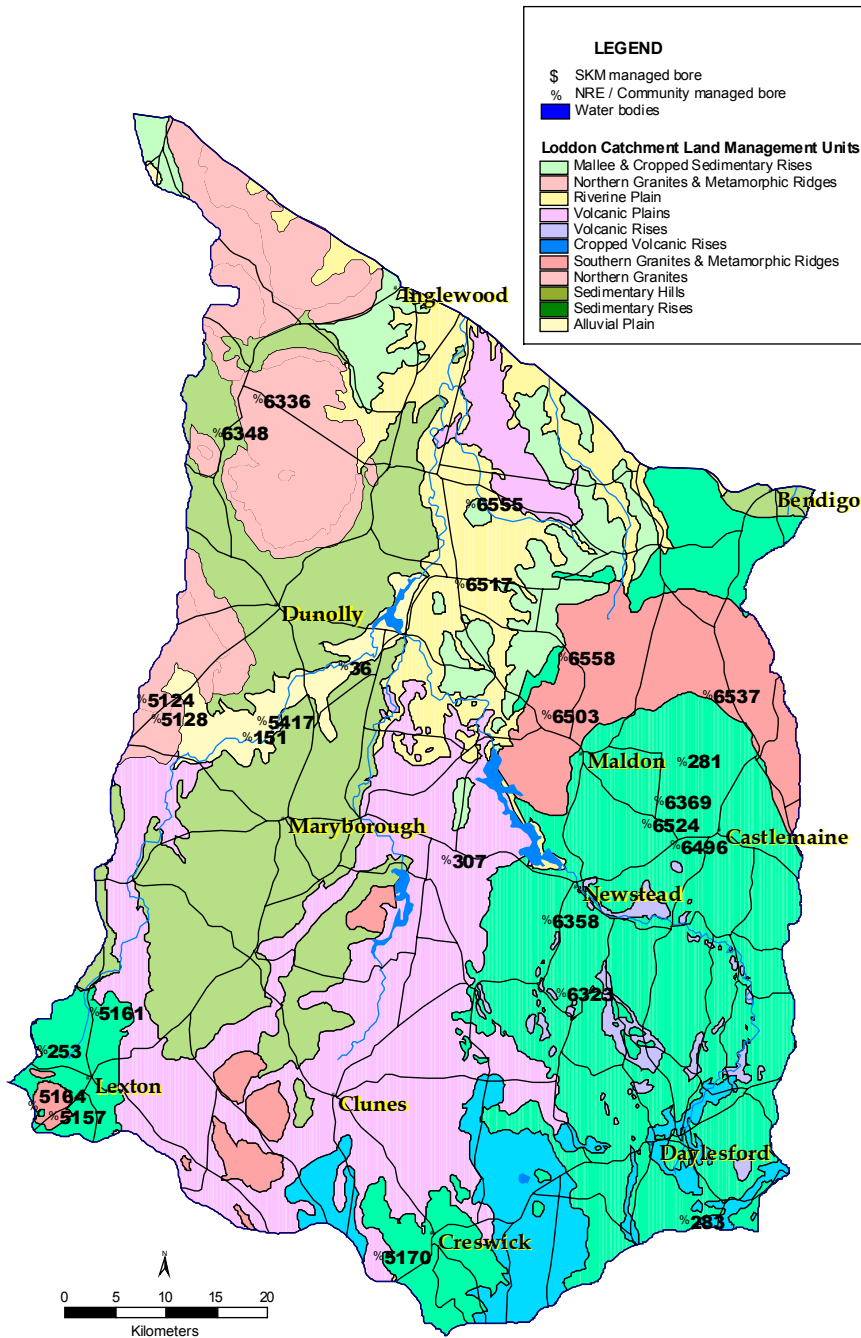 LEGEND
$ SKM managed bore
% NRE / Community managed bore
Water bodies
Loddon Catchment Land Management Units
Mallee & Cropped Sedimentary Rises
Northern Granites & Metamorphic Ridges
Riverine Plain
Volcanic Plains
Volcanic Rises
Cropped Volcanic Rises
Southern Granites & Metamorphic Ridges
Northern Granites
Sedimentary Hills
Sedimentary Rises
Alluvial Plain
Inglewood
%6336
%6348
Bendigo
%6555
%6517
Dunolly
%36
%6558
%5124
%6537
%5128
%5417
%6503
%151
Maldon
%281
%6369
Maryborough
%6524
Castlemaine
%6496
%307
Newstead
%6358
%6323
%5161
%253
Lexton
%5164
Clunes
%5157
Daylesford
%283
Creswick
%5170
N
0 5 10 15 20
Kilometers